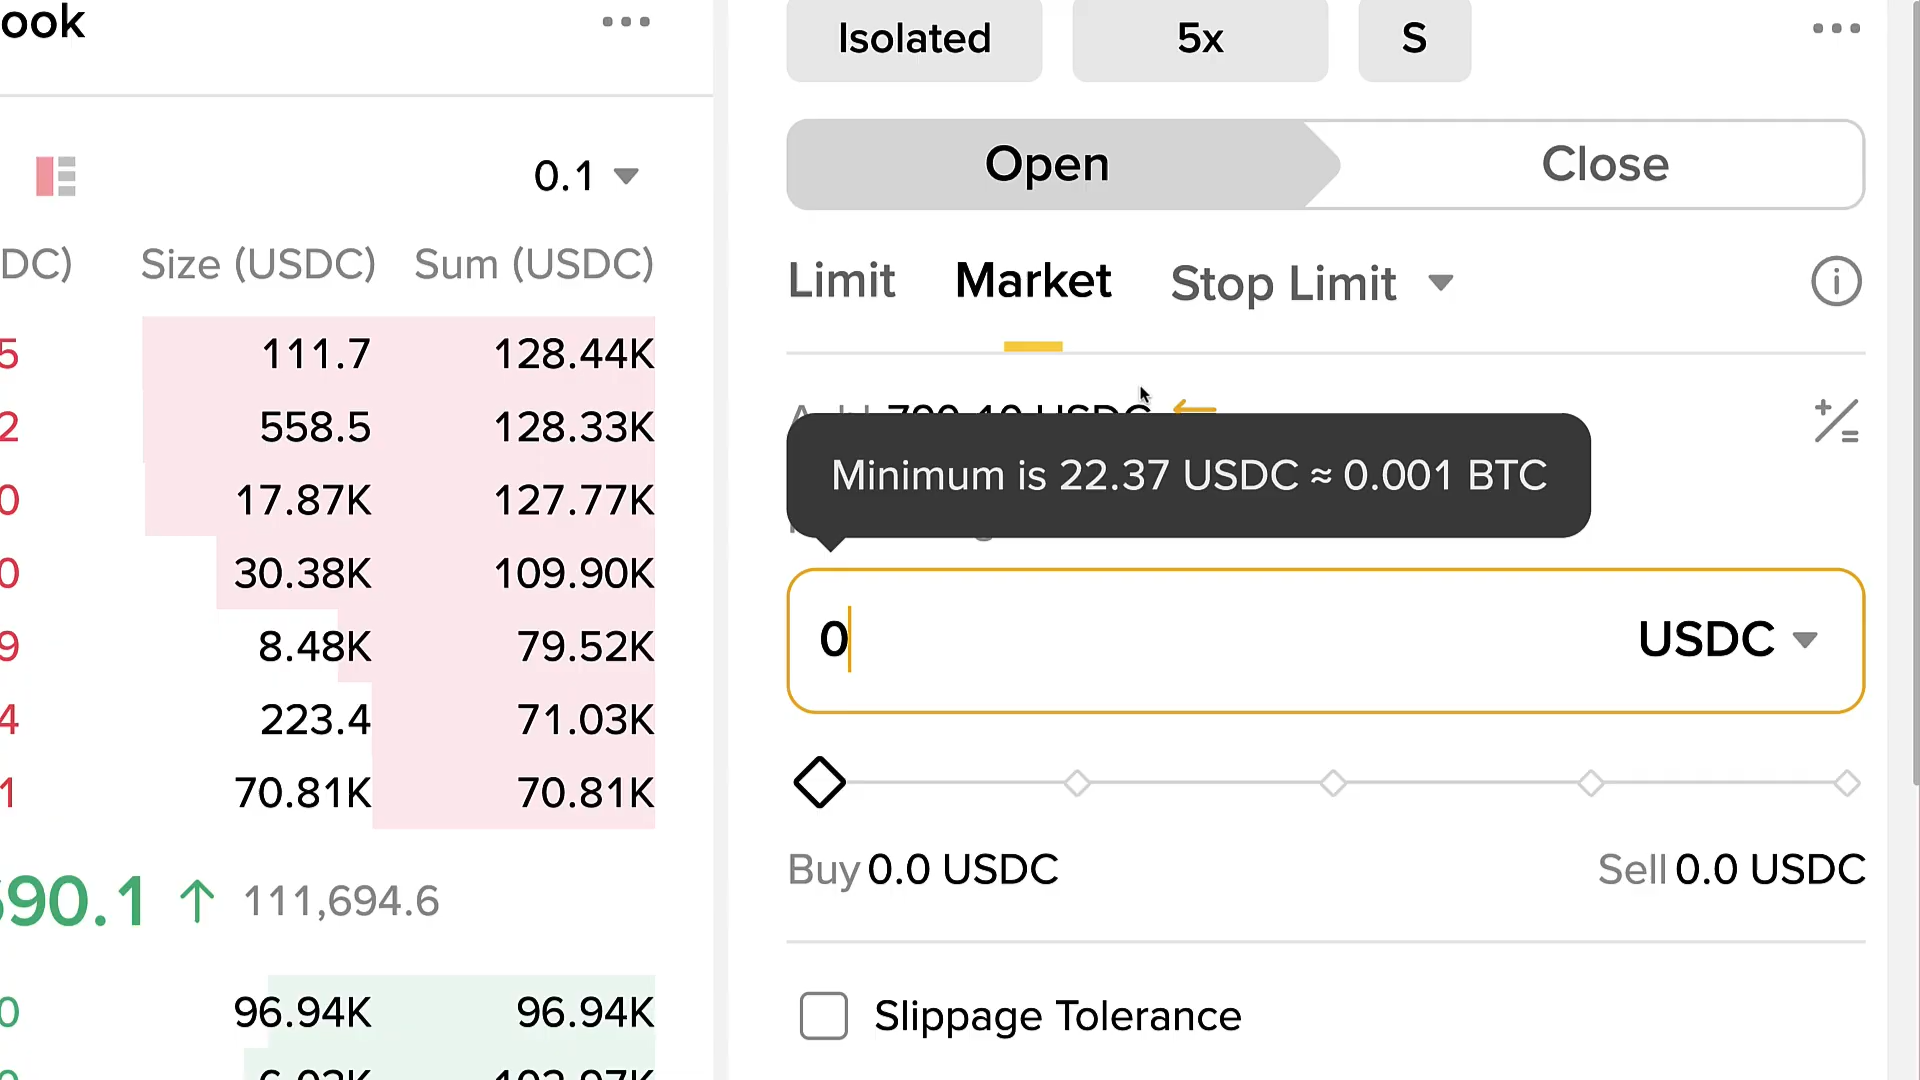 ook
0.1
DC) Size (USDC) Sum (USDC)
5 111.7 128.44K
2 558.5 128.33K
0 17.87K 127.77K
0 30.38K 109.90K
9 8.48K 79.52K
4 223.4 71.03K
1 70.81K 70.81K
690.1 ↑ 111,694.6
0 96.94K 96.94K
Isolated 5x S
Open Close
Limit Market Stop Limit
Minimum is 22.37 USDC ≈ 0.001 BTC
0 USDC
Buy 0.0 USDC Sell 0.0 USDC
Slippage Tolerance